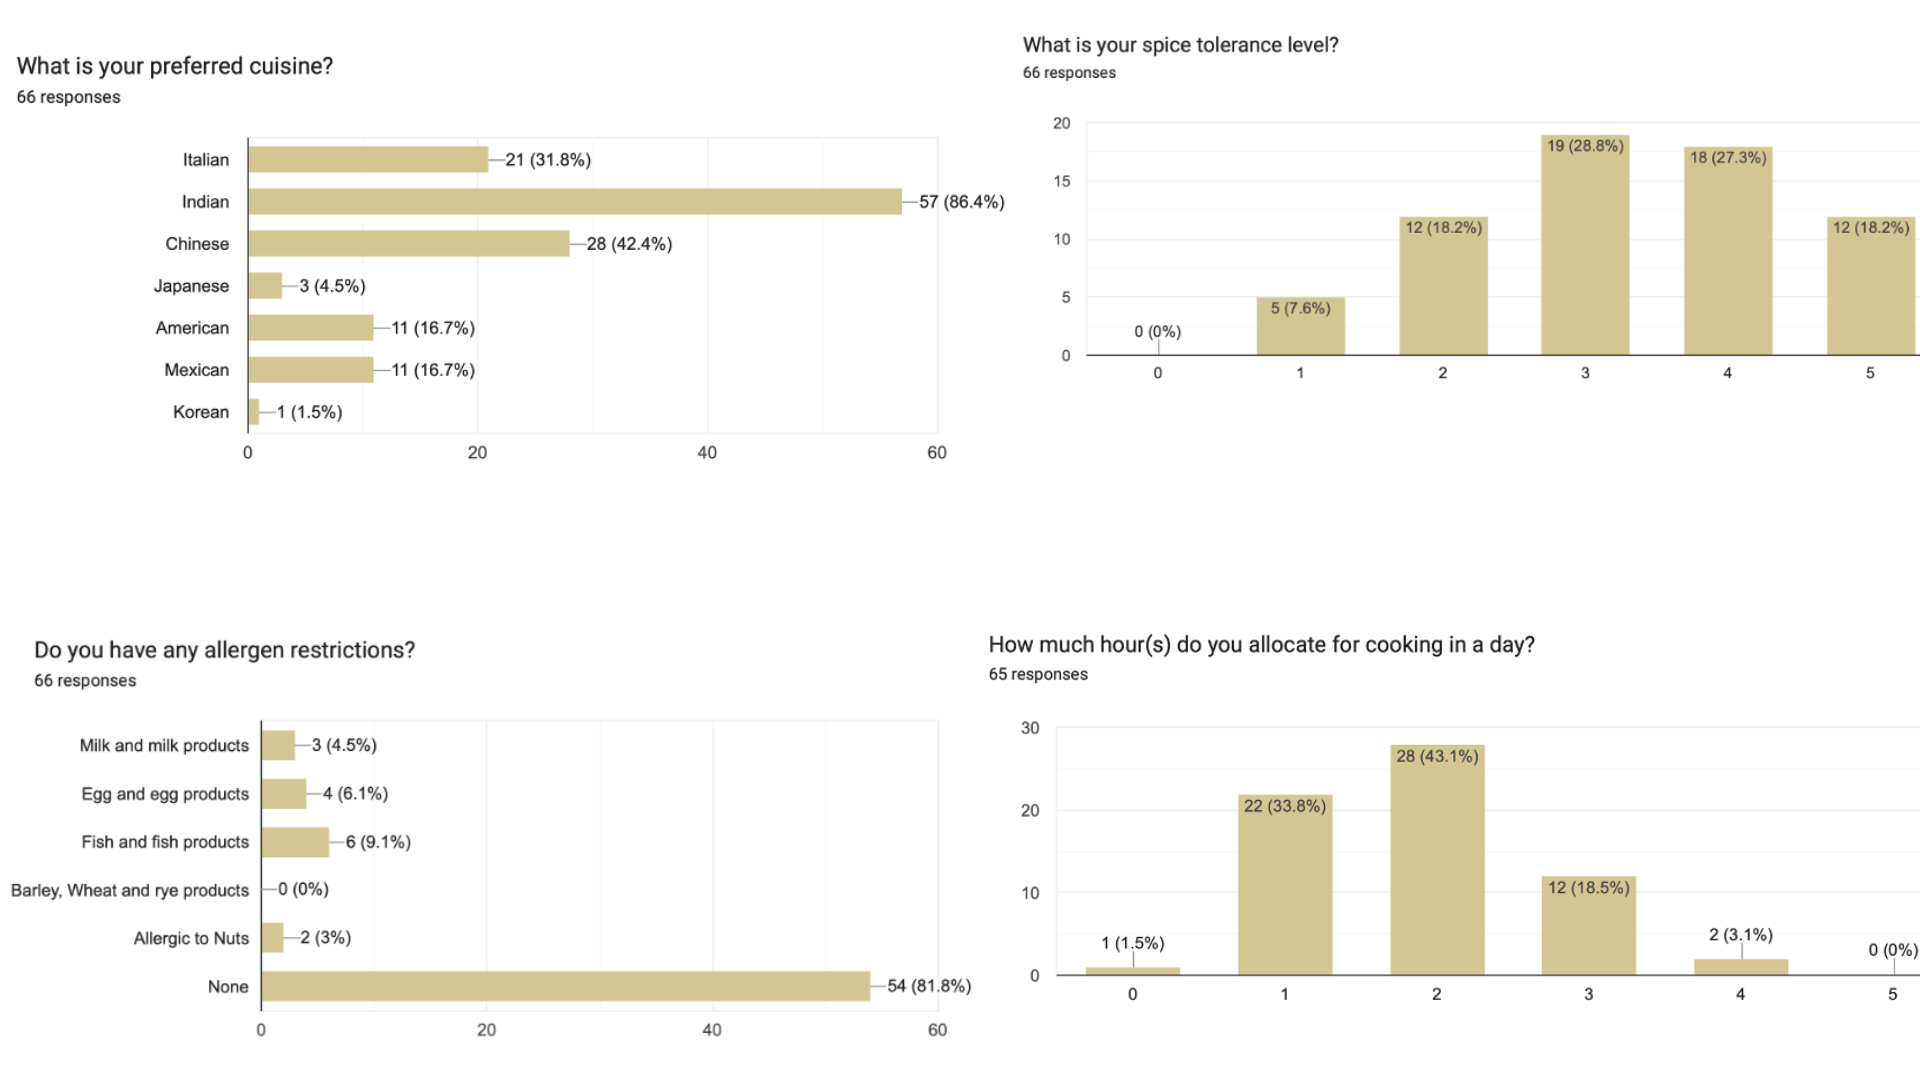 What is your preferred cuisine?
66 responses
Italian 21 (31.8%)
Indian 57 (86.4%)
Chinese 28 (42.4%)
Japanese 3 (4.5%)
American 11 (16.7%)
Mexican 11 (16.7%)
Korean 1 (1.5%)
0 20 40 60
What is your spice tolerance level?
66 responses
20
15
10
5
0
0 (0%) 5 (7.6%) 12 (18.2%) 19 (28.8%) 18 (27.3%) 12 (18.2%)
0 1 2 3 4 5
Do you have any allergen restrictions?
66 responses
Milk and milk products 3 (4.5%)
Egg and egg products 4 (6.1%)
Fish and fish products 6 (9.1%)
Barley, Wheat and rye products 0 (0%)
Allergic to Nuts 2 (3%)
None 54 (81.8%)
0 20 40 60
How much hour(s) do you allocate for cooking in a day?
65 responses
30
20
10
0
1 (1.5%) 22 (33.8%) 28 (43.1%) 12 (18.5%) 2 (3.1%) 0 (0%)
0 1 2 3 4 5